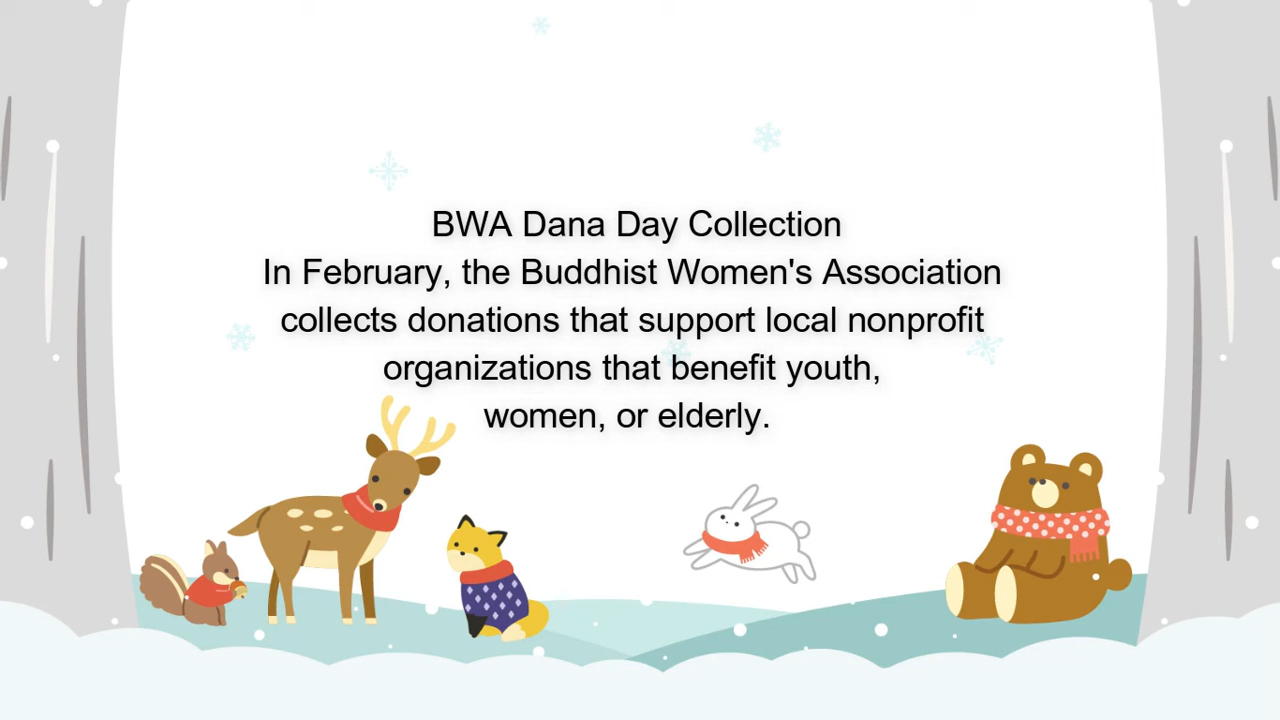 BWA Dana Day Collection
In February, the Buddhist Women's Association
collects donations that support local nonprofit
organizations that benefit youth,
women, or elderly.